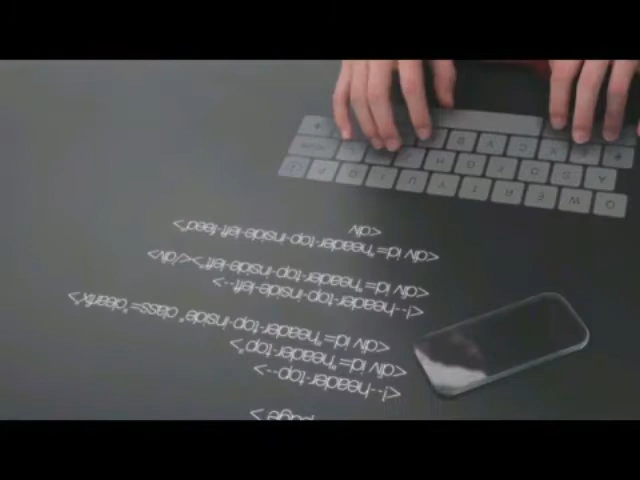 page>
<!--header-top-->
<div id="header-top">
<div id="header-top-inside" class="clearfix">
<!--header-top-inside-left-->
<div id="header-top-inside-left"></div>
<div id="header-top-inside-left-feed">
<div
Q W E R T Y U I O P
A S D F G H